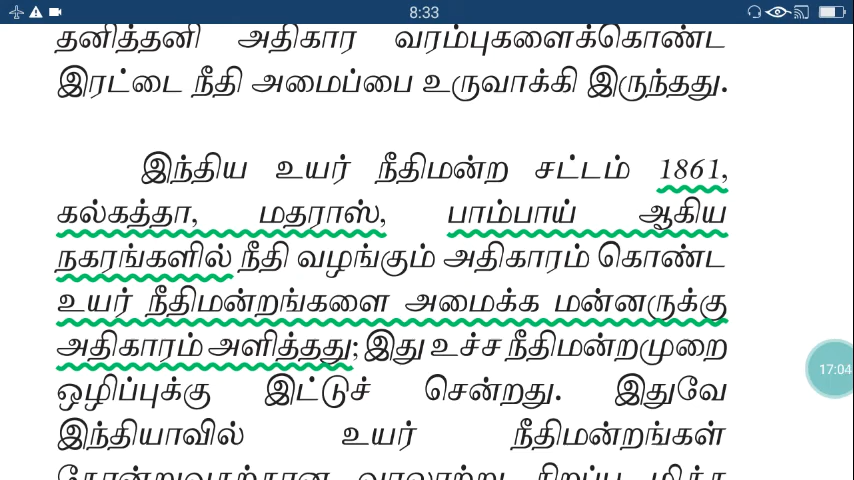 8:33
தனித்தனி அதிகார வரம்புகளைக்கொண்ட
இரட்டை நீதி அமைப்பை உருவாக்கி இருந்தது.
இந்திய உயர் நீதிமன்ற சட்டம் 1861,
கல்கத்தா, மதராஸ், பாம்பாய் ஆகிய
நகரங்களில் நீதி வழங்கும் அதிகாரம் கொண்ட
உயர் நீதிமன்றங்களை அமைக்க மன்னருக்கு
அதிகாரம் அளித்தது; இது உச்ச நீதிமன்றமுறை
ஒழிப்புக்கு இட்டுச் சென்றது. இதுவே
இந்தியாவில் உயர் நீதிமன்றங்கள்
17:04